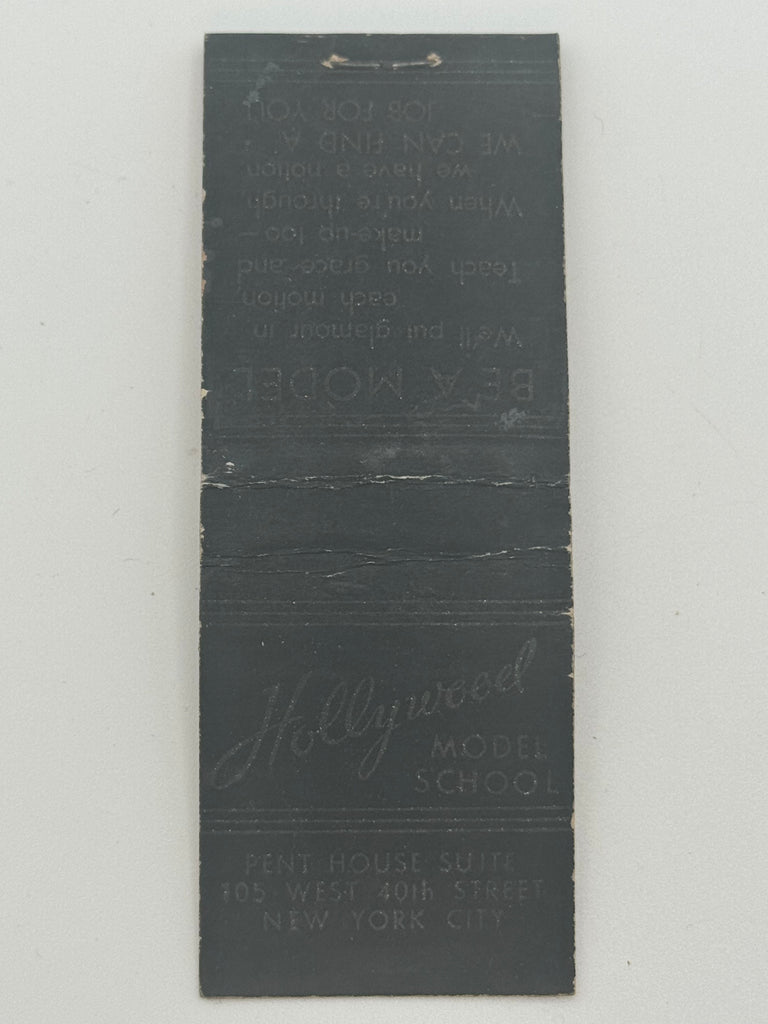 BE A MODEL
We'll put glamour in
each motion
Teach you grace and
make-up too—
When you're through
we have a notion
WE CAN FIND A
JOB FOR YOU
Hollywood
MODEL
SCHOOL
PENT HOUSE SUITE
105 WEST 40th STREET
NEW YORK CITY